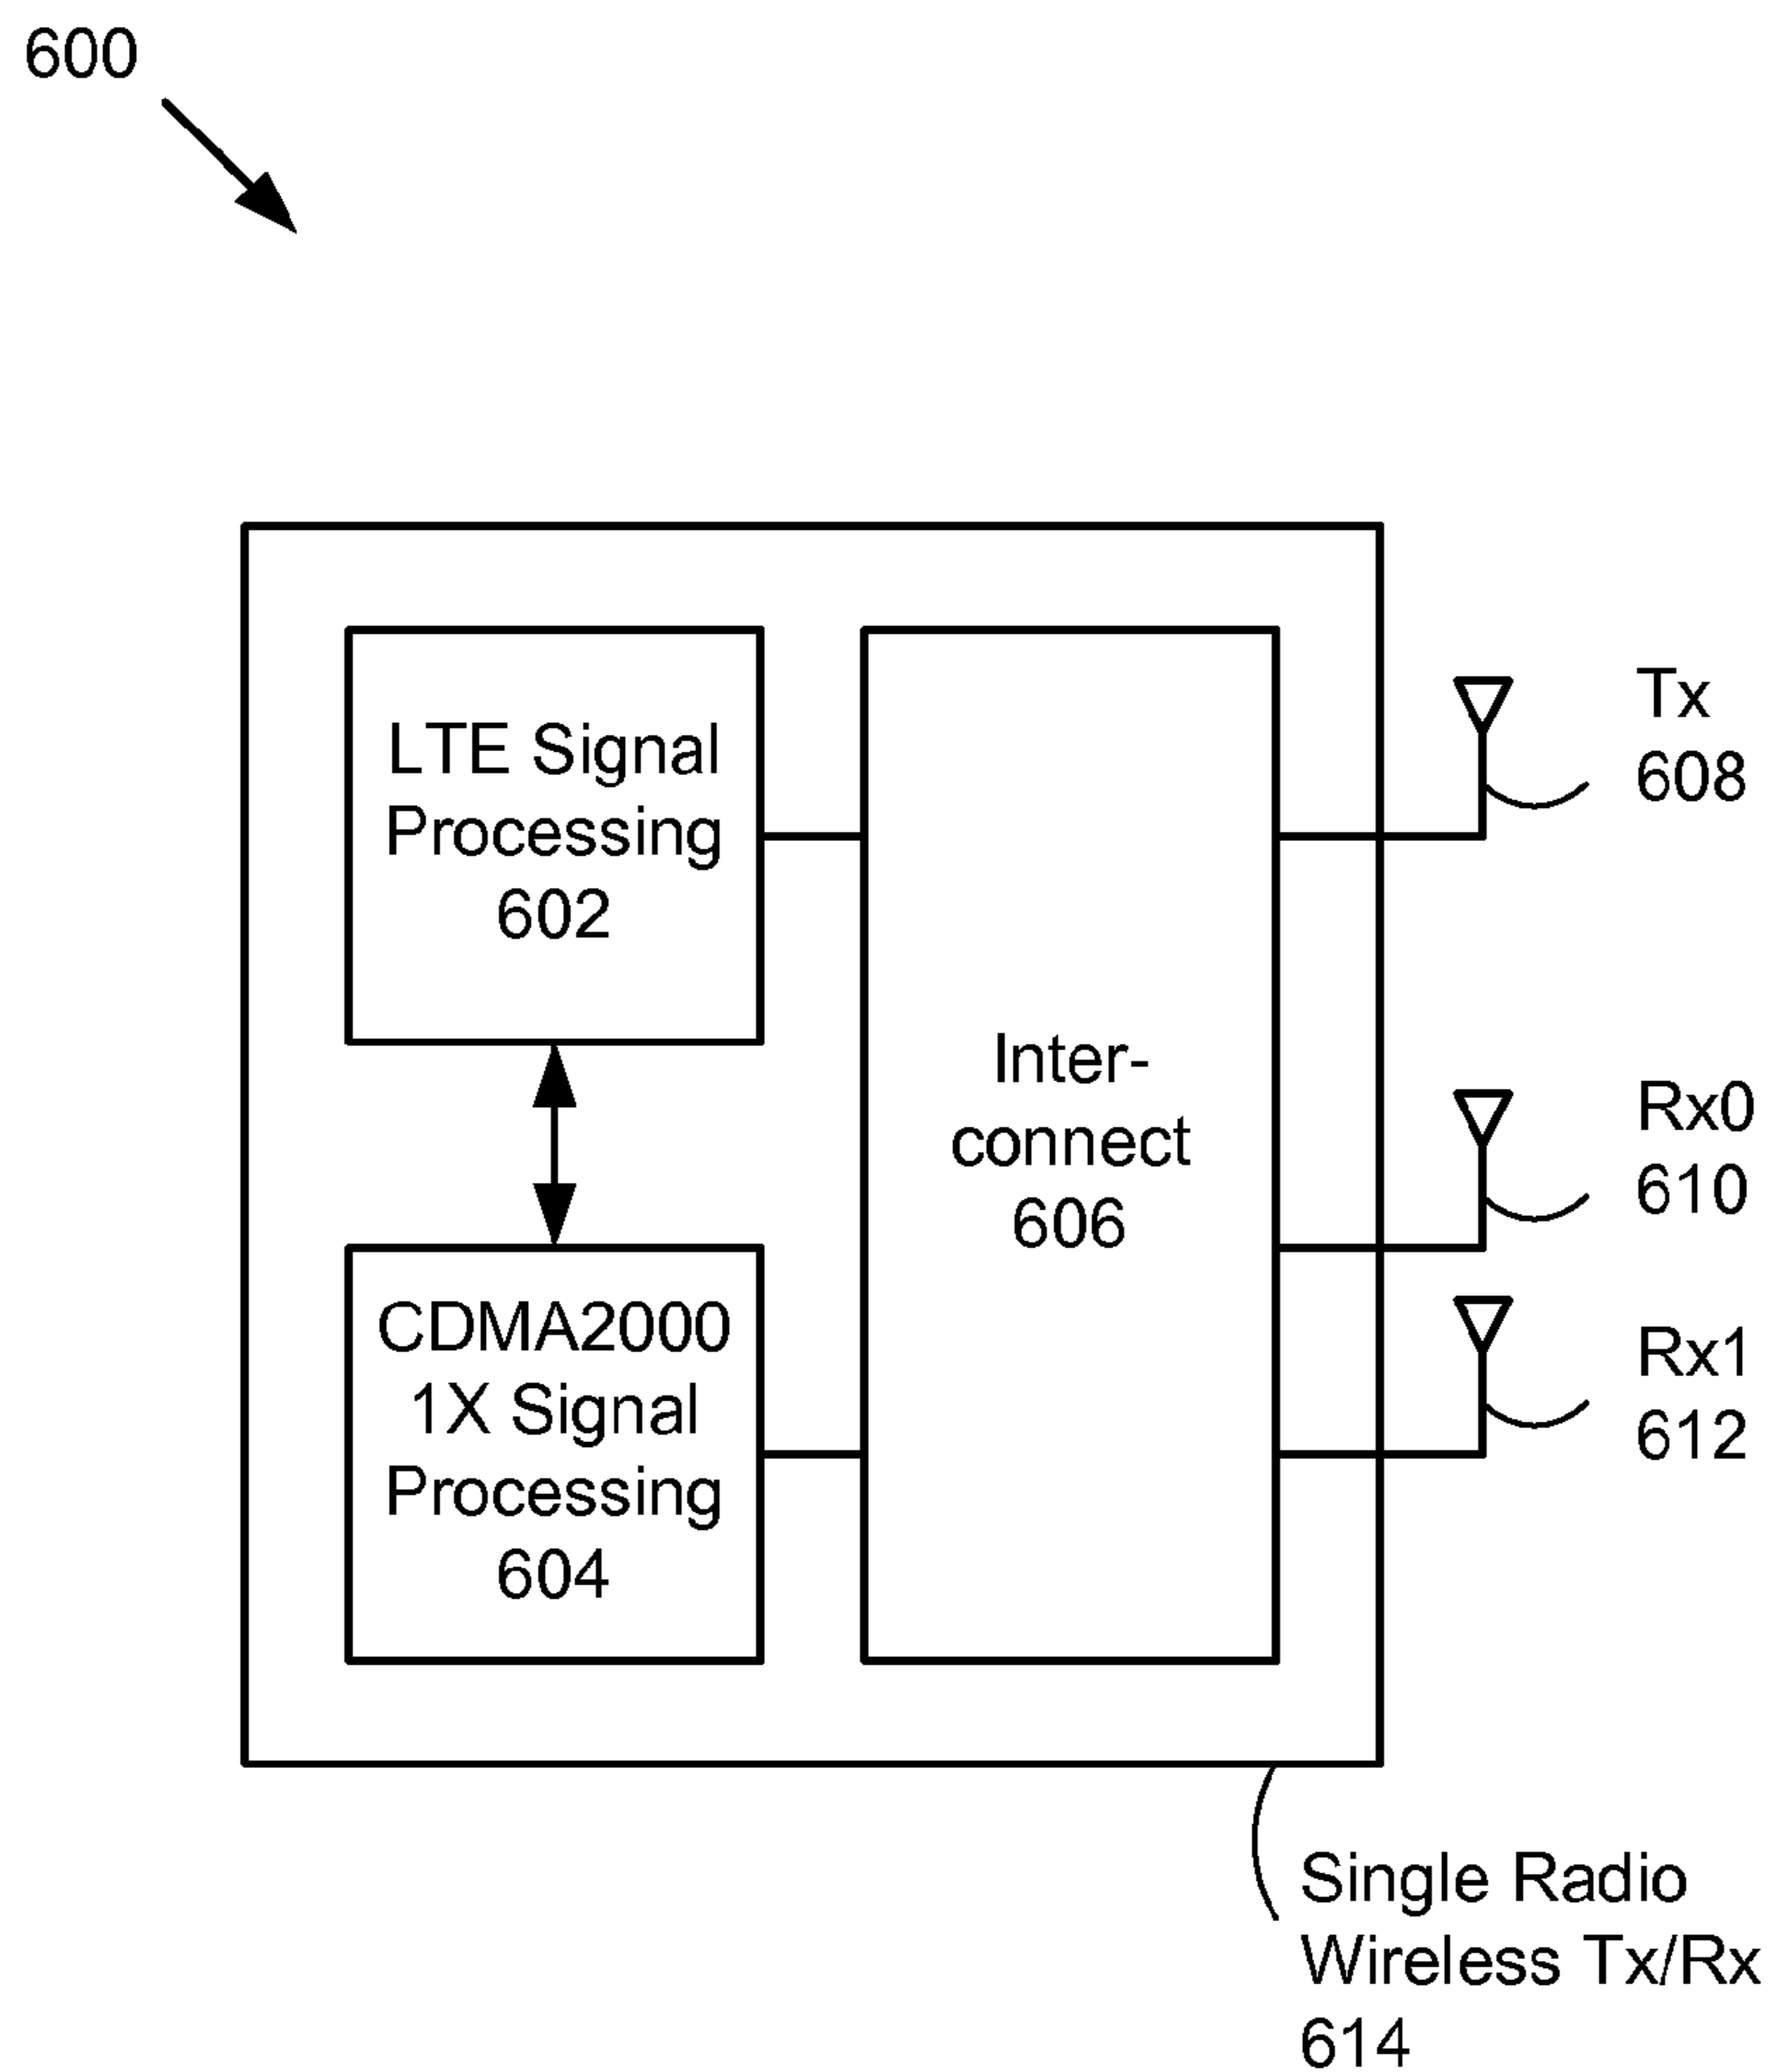 600
LTE Signal
Processing
602
CDMA2000
1X Signal
Processing
604
Inter-
connect
606
Tx
608
Rx0
610
Rx1
612
Single Radio
Wireless Tx/Rx
614